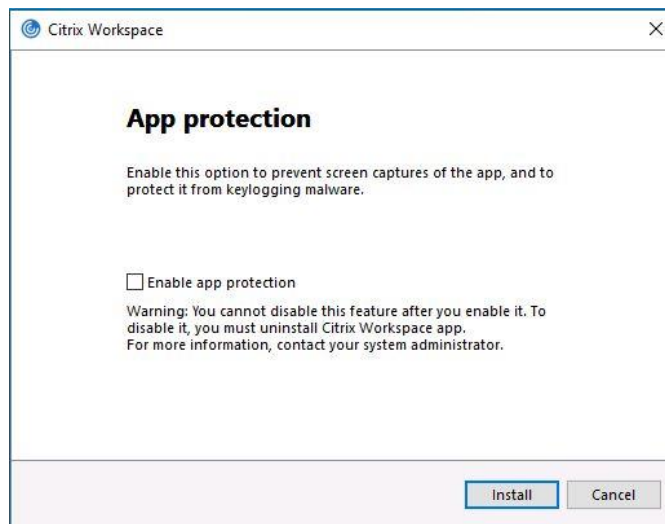 Citrix Workspace
App protection
Enable this option to prevent screen captures of the app, and to
protect it from keylogging malware.
Enable app protection
Warning: You cannot disable this feature after you enable it. To
disable it, you must uninstall Citrix Workspace app.
For more information, contact your system administrator.
Install Cancel